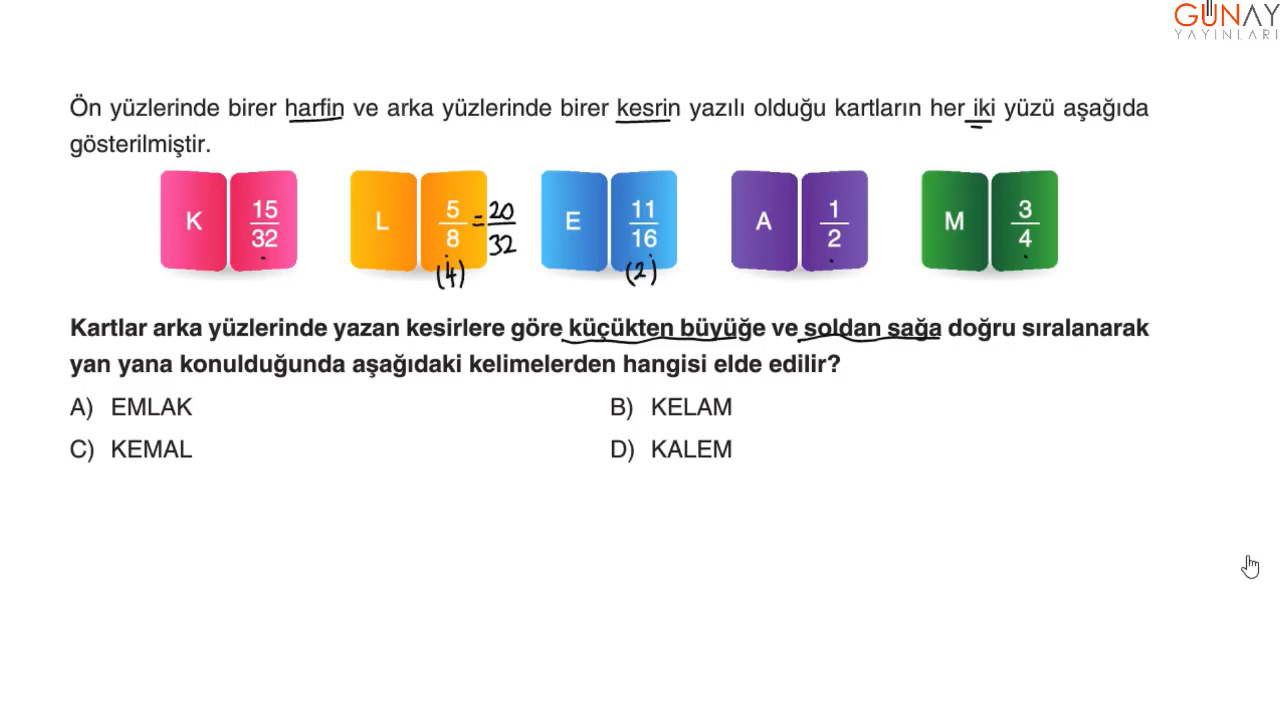 GÜNAY
YAYINLARI
Ön yüzlerinde birer harfin ve arka yüzlerinde birer kesrin yazılı olduğu kartların her iki yüzü aşağıda
gösterilmiştir.
K 15/32 L 5/8 = 20/32 (4) E 11/16 (2) A 1/2 M 3/4
Kartlar arka yüzlerinde yazan kesirlere göre küçükten büyüğe ve soldan sağa doğru sıralanarak
yan yana konulduğunda aşağıdaki kelimelerden hangisi elde edilir?
A) EMLAK B) KELAM
C) KEMAL D) KALEM